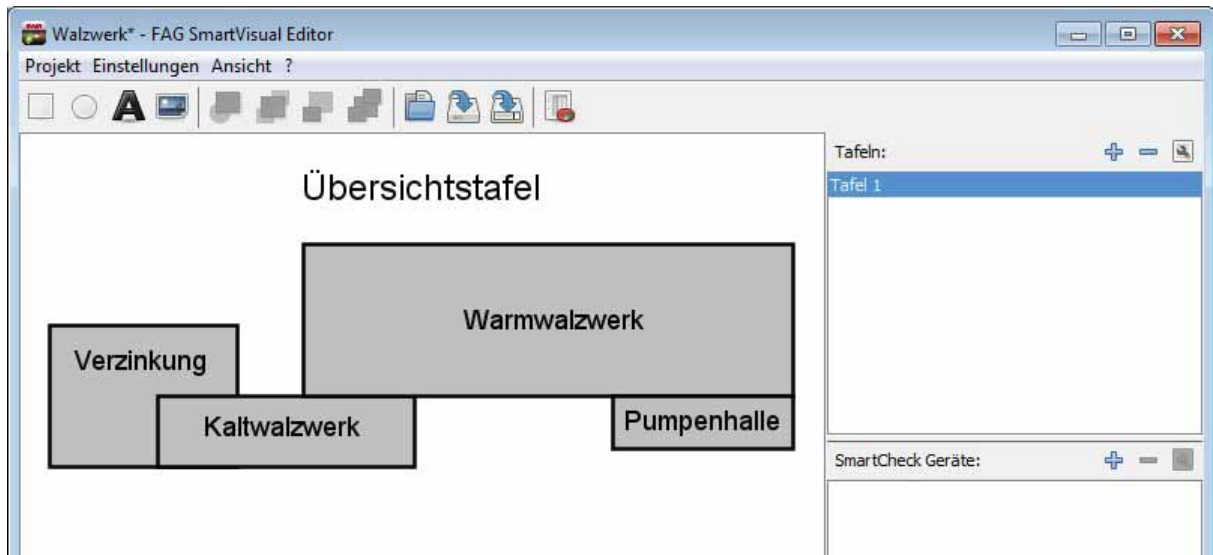 Walzwerk* - FAG SmartVisual Editor
Projekt Einstellungen Ansicht ?
A
Tafeln:
Tafel 1
Übersichtstafel
Warmwalzwerk
Verzinkung
Kaltwalzwerk
Pumpenhalle
SmartCheck Geräte: